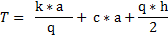 T = k*a/q + c*a + q*h/2